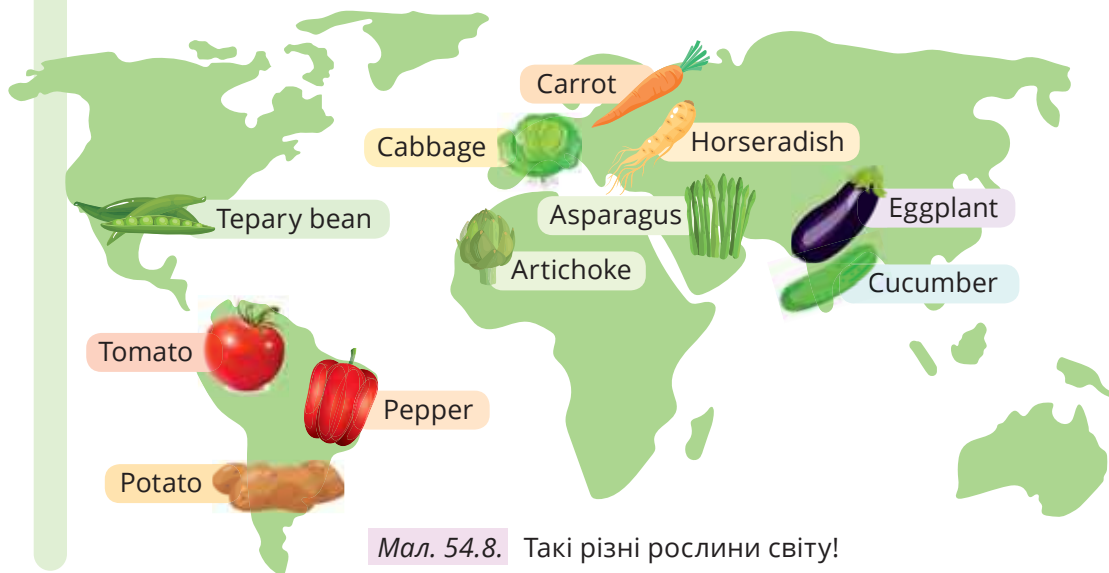 Carrot
Cabbage
Horseradish
Tepary bean
Asparagus
Eggplant
Artichoke
Cucumber
Tomato
Pepper
Potato
Мал. 54.8. Такі різні рослини світу!